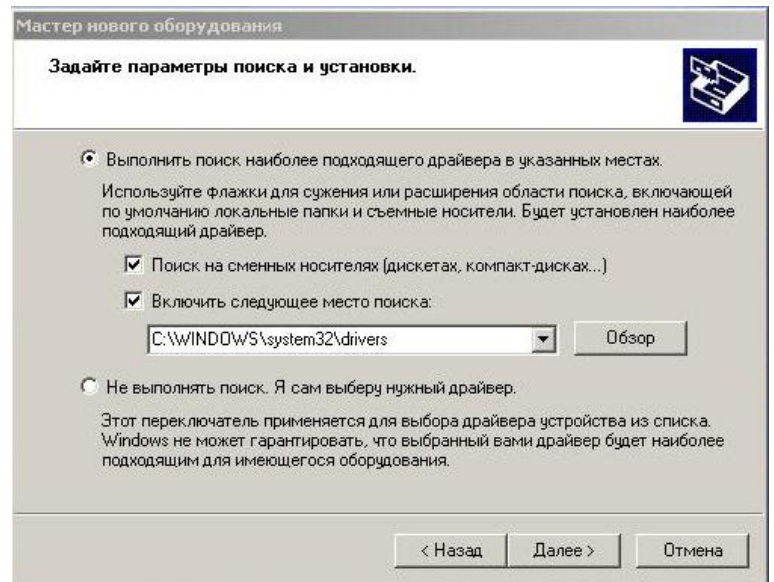 Мастер нового оборудования
Задайте параметры поиска и установки.
Выполнить поиск наиболее подходящего драйвера в указанных местах.
Используйте флажки для сужения или расширения области поиска, включающей
по умолчанию локальные папки и съемные носители. Будет установлен наиболее
подходящий драйвер.
Поиск на сменных носителях (дискетах, компакт-дисках...)
Включить следующее место поиска:
C:\WINDOWS\system32\drivers
Обзор
Не выполнять поиск. Я сам выберу нужный драйвер.
Этот переключатель применяется для выбора драйвера устройства из списка.
Windows не может гарантировать, что выбранный вами драйвер будет наиболее
подходящим для имеющегося оборудования.
< Назад Далее > Отмена